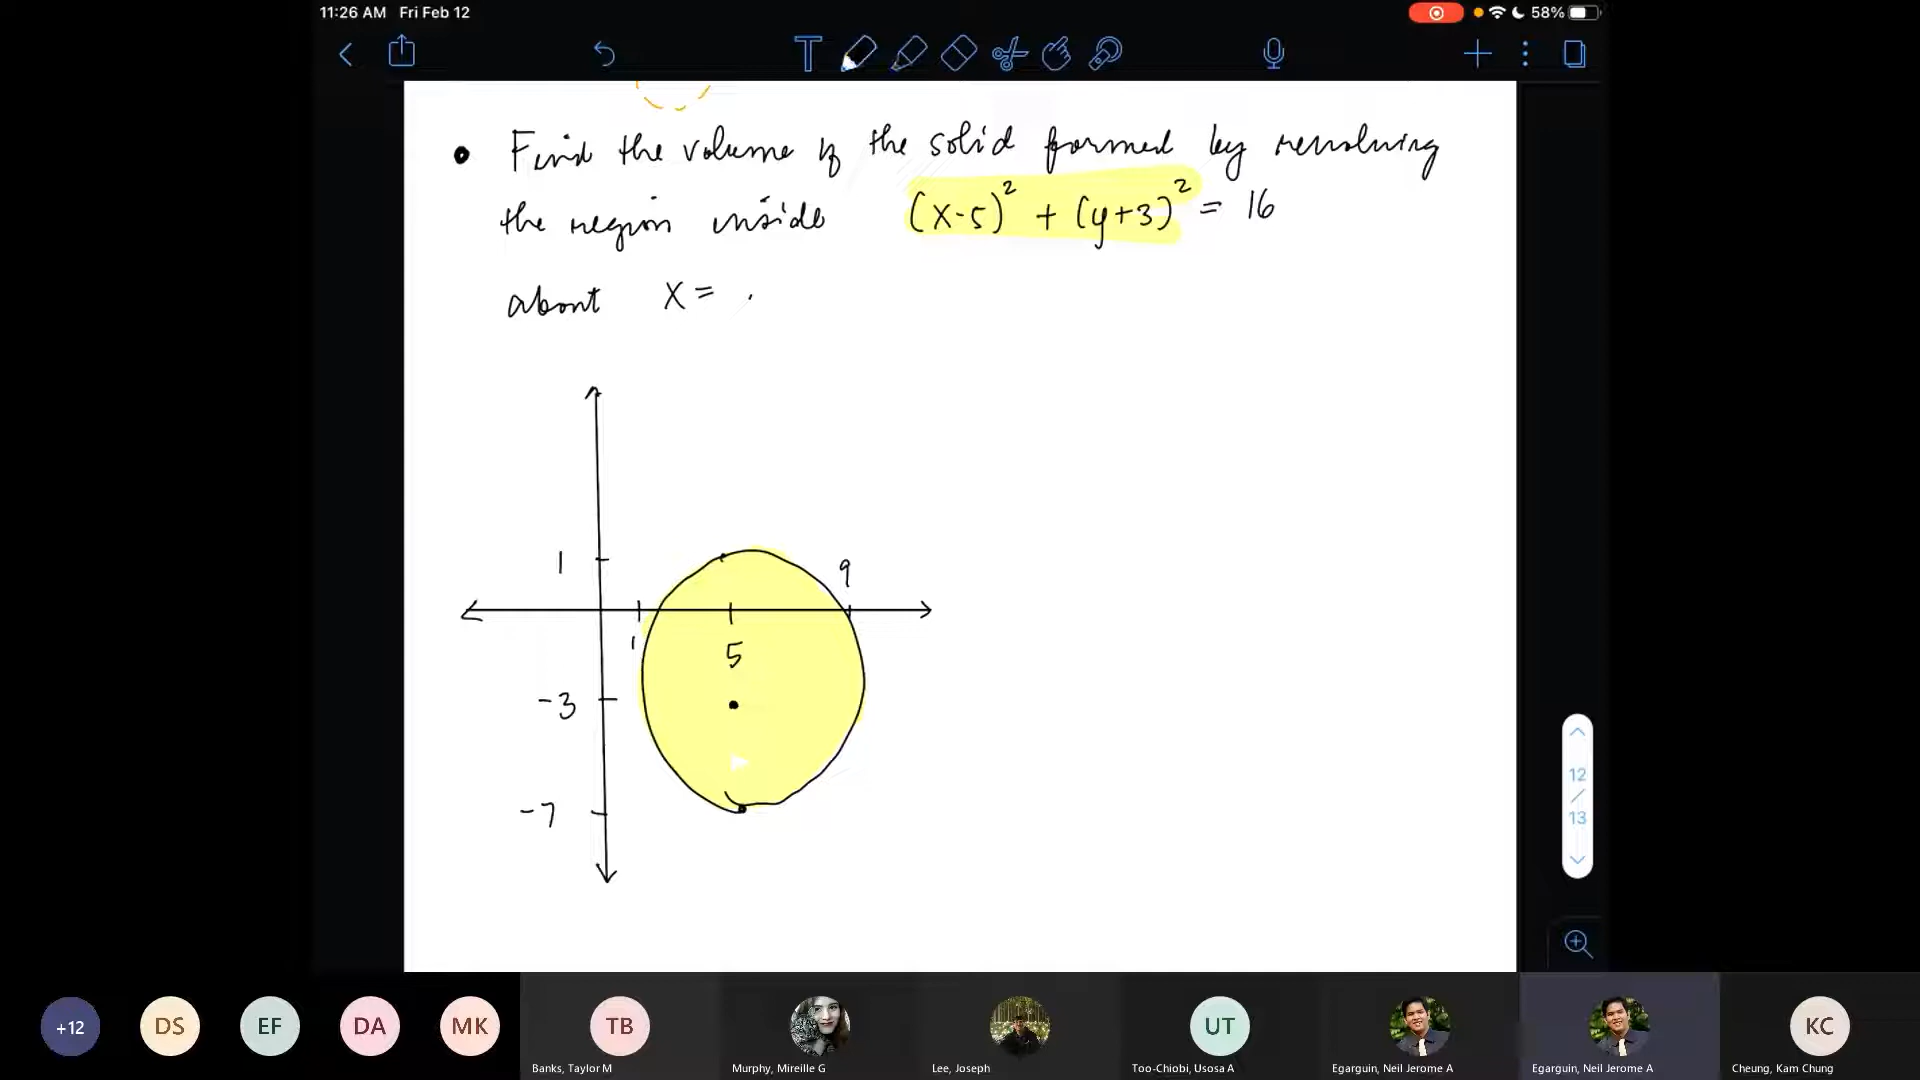 11:26 AM Fri Feb 12
58%
• Find the volume of the solid formed by revolving
the region inside (x-5)² + (y+3)² = 16
about x = .
1
9
1
5
-3
-7
12
/
13
+12
DS
EF
DA
MK
TB
UT
KC
Banks, Taylor M
Murphy, Mireille G
Lee, Joseph
Too-Chiobi, Usosa A
Egarguin, Neil Jerome A
Egarguin, Neil Jerome A
Cheung, Kam Chung